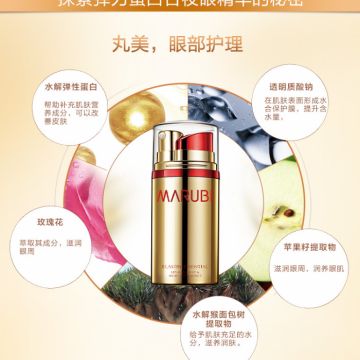 探索弹力蛋白日夜眼精华的秘密
丸美,眼部护理
水解弹性蛋白
帮助补充肌肤营
养成分,可以改
善皮肤
透明质酸钠
在肌肤表面形成水
合保护膜,提升含
水量。
MARUBI
玫瑰花
萃取其成分,滋润
眼周
苹果籽提取物
滋润眼周,润养眼肌
水解猴面包树
提取物
给予肌肤充足的水
分,滋养润肤。